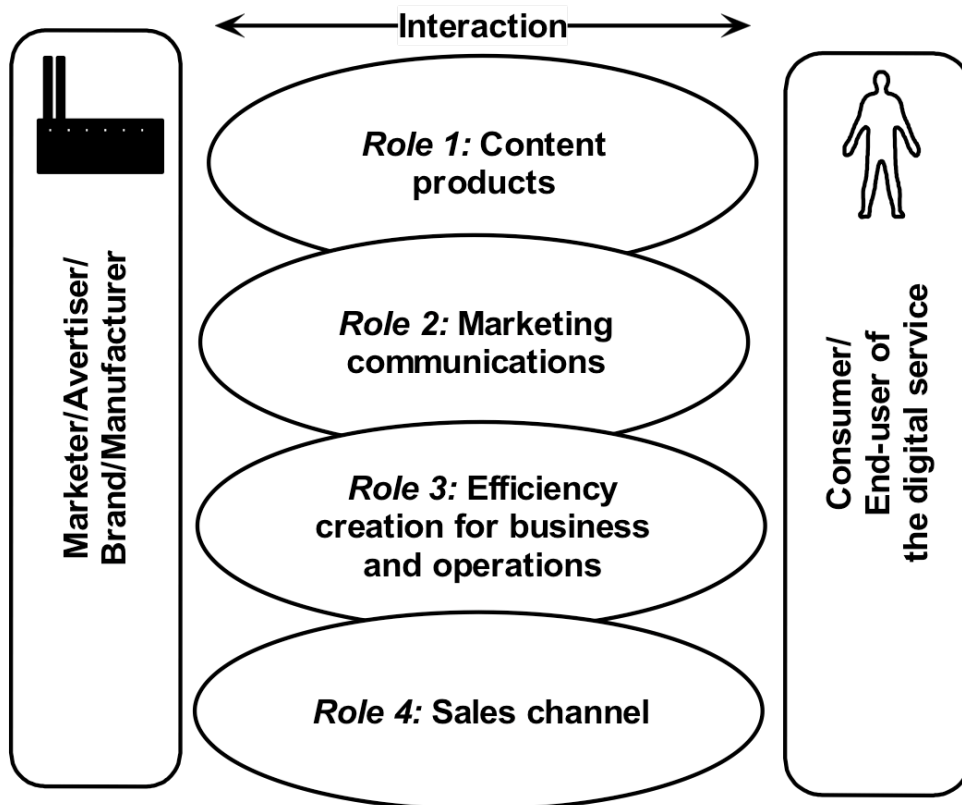 Interaction
Marketer/Avertiser/
Brand/Manufacturer
Role 1: Content
products
Role 2: Marketing
communications
Role 3: Efficiency
creation for business
and operations
Role 4: Sales channel
Consumer/
End-user of
the digital service